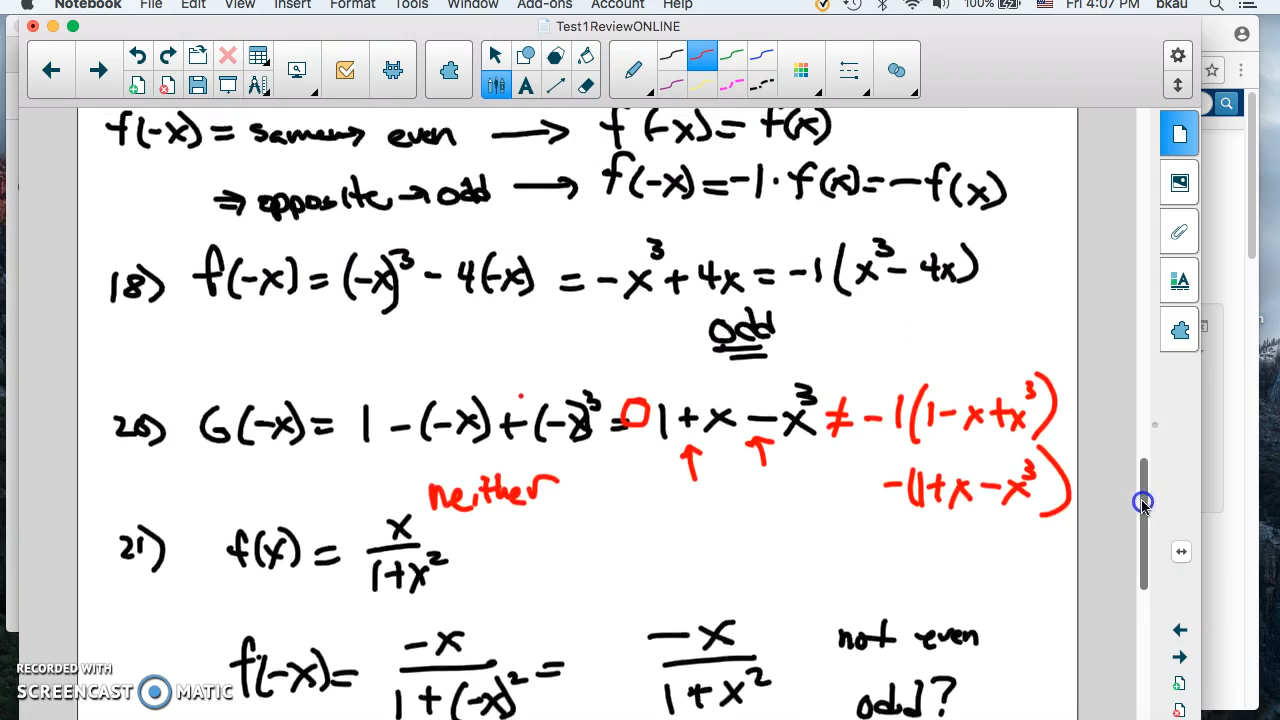 Notebook File Edit View Insert Format Tools Window Add-ons Account Help 100% Fri 4:07 PM bkau
Test1ReviewONLINE
f(-x) = same → even → f(-x) = f(x)
⇒ opposite → odd → f(-x) = -1 · f(x) = -f(x)
18) f(-x) = (-x)³ - 4(-x) = -x³ + 4x = -1(x³ - 4x)
odd
20) G(-x) = 1 - (-x) + (-x)³ = 1 + x - x³ ≠ -1(1 - x + x³)
↑ ↑
neither -(1 + x - x³)
21) f(x) = x / (1 + x²)
f(-x) = -x / (1 + (-x)²) = -x / (1 + x²) not even
odd?
RECORDED WITH
SCREENCAST MATIC